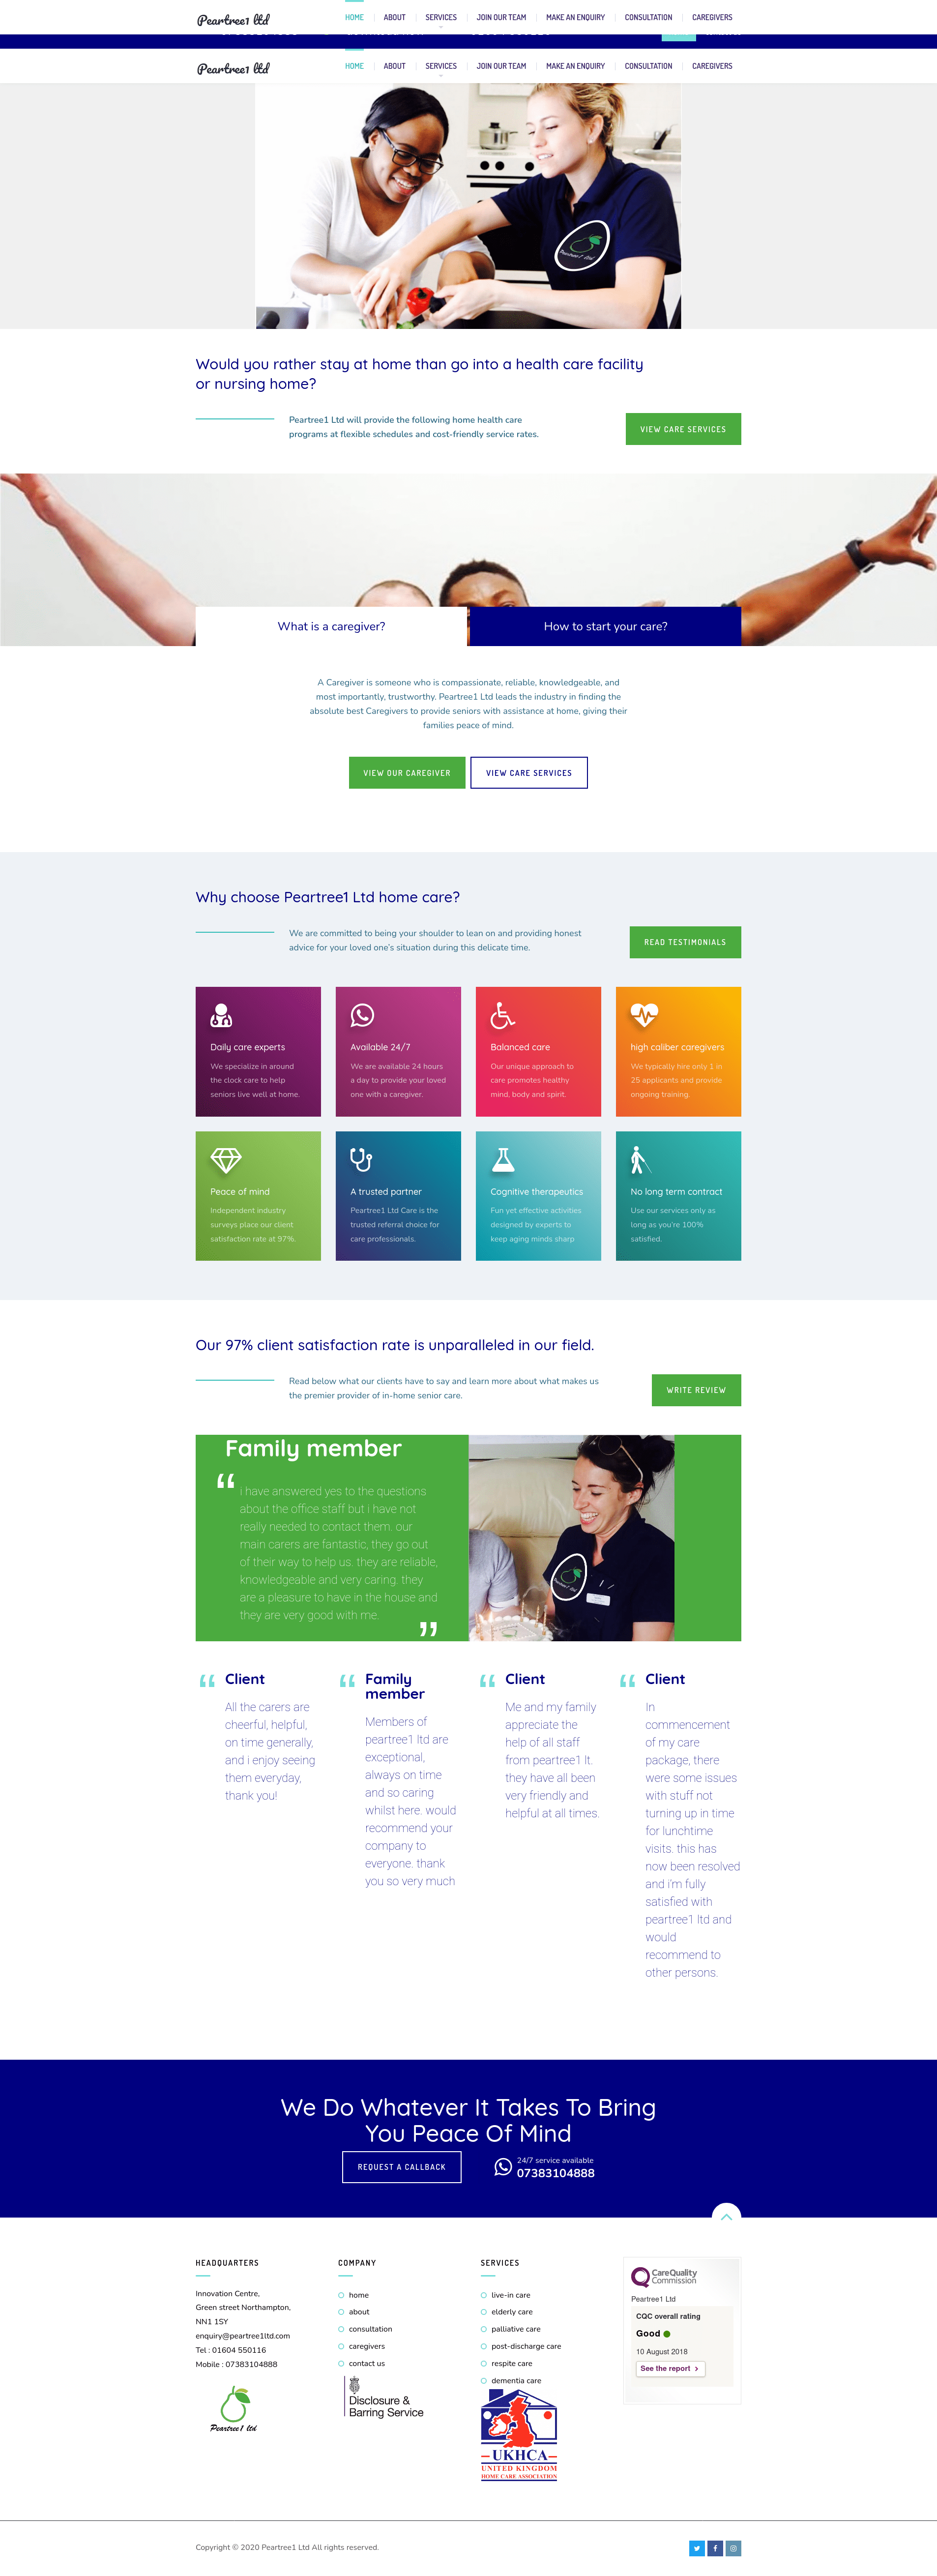 Peartree1 ltd
HOME
ABOUT
SERVICES
JOIN OUR TEAM
MAKE AN ENQUIRY
CONSULTATION
CAREGIVERS
Peartree1 ltd
HOME
ABOUT
SERVICES
JOIN OUR TEAM
MAKE AN ENQUIRY
CONSULTATION
CAREGIVERS
Peartree1 ltd
Would you rather stay at home than go into a health care facility
or nursing home?
Peartree1 Ltd will provide the following home health care
programs at flexible schedules and cost-friendly service rates.
VIEW CARE SERVICES
What is a caregiver?
How to start your care?
A Caregiver is someone who is compassionate, reliable, knowledgeable, and
most importantly, trustworthy. Peartree1 Ltd leads the industry in finding the
absolute best Caregivers to provide seniors with assistance at home, giving their
families peace of mind.
VIEW OUR CAREGIVER
VIEW CARE SERVICES
Why choose Peartree1 Ltd home care?
We are committed to being your shoulder to lean on and providing honest
advice for your loved one's situation during this delicate time.
READ TESTIMONIALS
Daily care experts
We specialize in around
the clock care to help
seniors live well at home.
Available 24/7
We are available 24 hours
a day to provide your loved
one with a caregiver.
Balanced care
Our unique approach to
care promotes healthy
mind, body and spirit.
high caliber caregivers
We typically hire only 1 in
25 applicants and provide
ongoing training.
Peace of mind
Independent industry
surveys place our client
satisfaction rate at 97%.
A trusted partner
Peartree1 Ltd Care is the
trusted referral choice for
care professionals.
Cognitive therapeutics
Fun yet effective activities
designed by experts to
keep aging minds sharp
No long term contract
Use our services only as
long as you're 100%
satisfied.
Our 97% client satisfaction rate is unparalleled in our field.
Read below what our clients have to say and learn more about what makes us
the premier provider of in-home senior care.
WRITE REVIEW
Family member
“ i have answered yes to the questions
about the office staff but i have not
really needed to contact them. our
main carers are fantastic, they go out
of their way to help us. they are reliable,
knowledgeable and very caring. they
are a pleasure to have in the house and
they are very good with me. ”
“ Client
All the carers are
cheerful, helpful,
on time generally,
and i enjoy seeing
them everyday,
thank you!
“ Family
member
Members of
peartree1 ltd are
exceptional,
always on time
and so caring
whilst here. would
recommend your
company to
everyone. thank
you so very much
“ Client
Me and my family
appreciate the
help of all staff
from peartree1 lt.
they have all been
very friendly and
helpful at all times.
“ Client
In
commencement
of my care
package, there
were some issues
with stuff not
turning up in time
for lunchtime
visits. this has
now been resolved
and i'm fully
satisfied with
peartree1 ltd and
would
recommend to
other persons.
We Do Whatever It Takes To Bring
You Peace Of Mind
REQUEST A CALLBACK
24/7 service available
07383104888
HEADQUARTERS
Innovation Centre,
Green street Northampton,
NN1 1SY
enquiry@peartree1ltd.com
Tel : 01604 550116
Mobile : 07383104888
Peartree1 ltd
COMPANY
home
about
consultation
caregivers
contact us
Disclosure &
Barring Service
SERVICES
live-in care
elderly care
palliative care
post-discharge care
respite care
dementia care
UKHCA
UNITED KINGDOM
HOME CARE ASSOCIATION
CareQuality
Commission
Peartree1 Ltd
CQC overall rating
Good
10 August 2018
See the report
Copyright © 2020 Peartree1 Ltd All rights reserved.